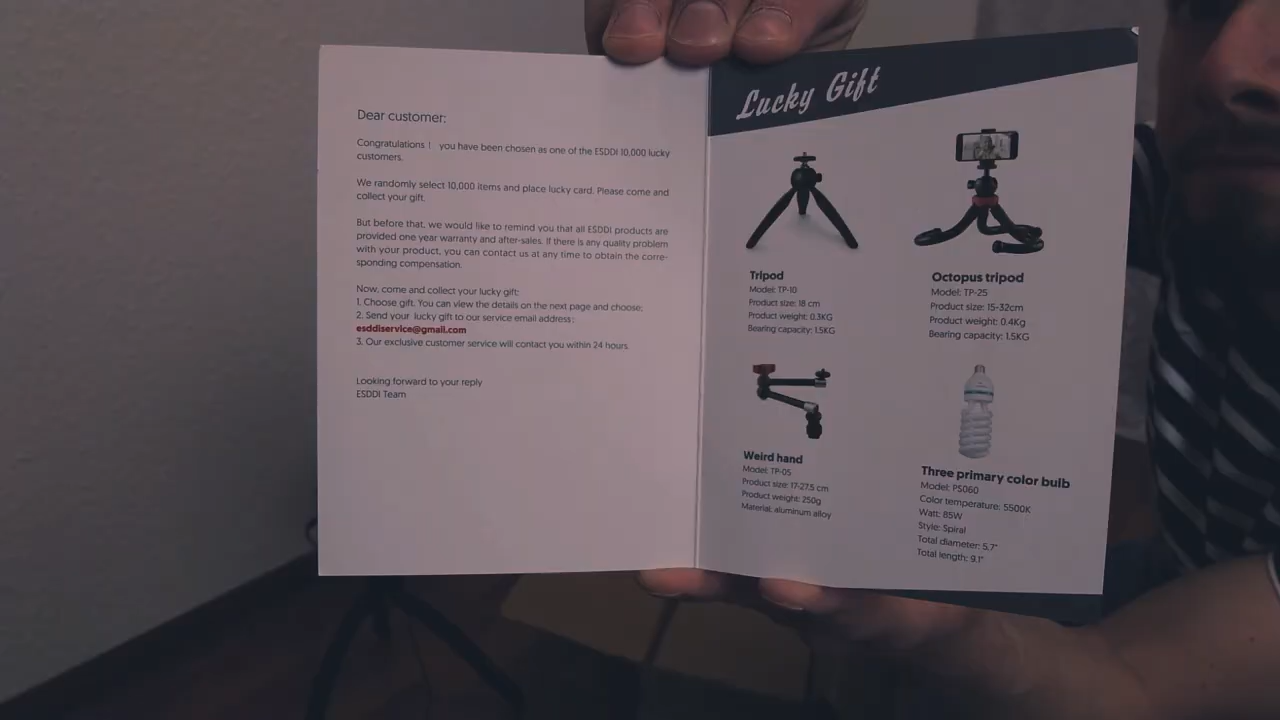 Dear customer:
Congratulations！ you have been chosen as one of the ESDDI 10,000 lucky
customers.
We randomly select 10,000 items and place lucky card. Please come and
collect your gift.
But before that, we would like to remind you that all ESDDI products are
provided one year warranty and after-sales. If there is any quality problem
with your product, you can contact us at any time to obtain the corre-
sponding compensation.
Now, come and collect your lucky gift:
1. Choose gift. You can view the details on the next page and choose;
2. Send your lucky gift to our service email address:
esddiservice@gmail.com
3. Our exclusive customer service will contact you within 24 hours.
Looking forward to your reply
ESDDI Team
Lucky Gift
Tripod
Model: TP-10
Product size: 18 cm
Product weight: 0.3KG
Bearing capacity: 1.5KG
Octopus tripod
Model: TP-25
Product size: 15-32cm
Product weight: 0.4Kg
Bearing capacity: 1.5KG
Weird hand
Model: TP-05
Product size: 17-27.5 cm
Product weight: 250g
Material: aluminum alloy
Three primary color bulb
Model: PS060
Color temperature: 5500K
Watt: 85W
Style: Spiral
Total diameter: 5.7"
Total length: 9.1"